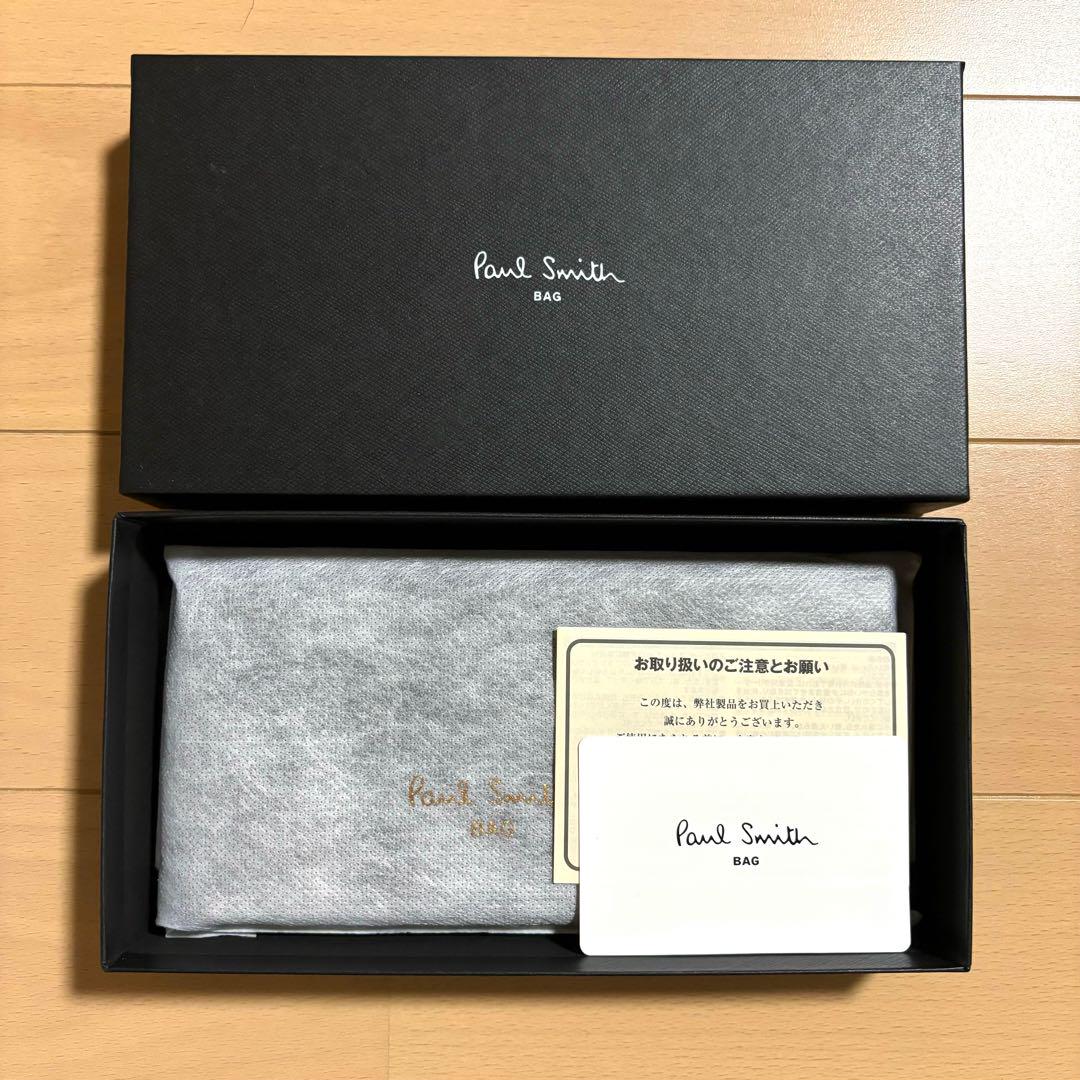 Paul Smith
BAG
お取り扱いのご注意とお願い
この度は、弊社製品をお買上いただき
誠にありがとうございます。
Paul Smith
BAG
Paul Smith
BAG